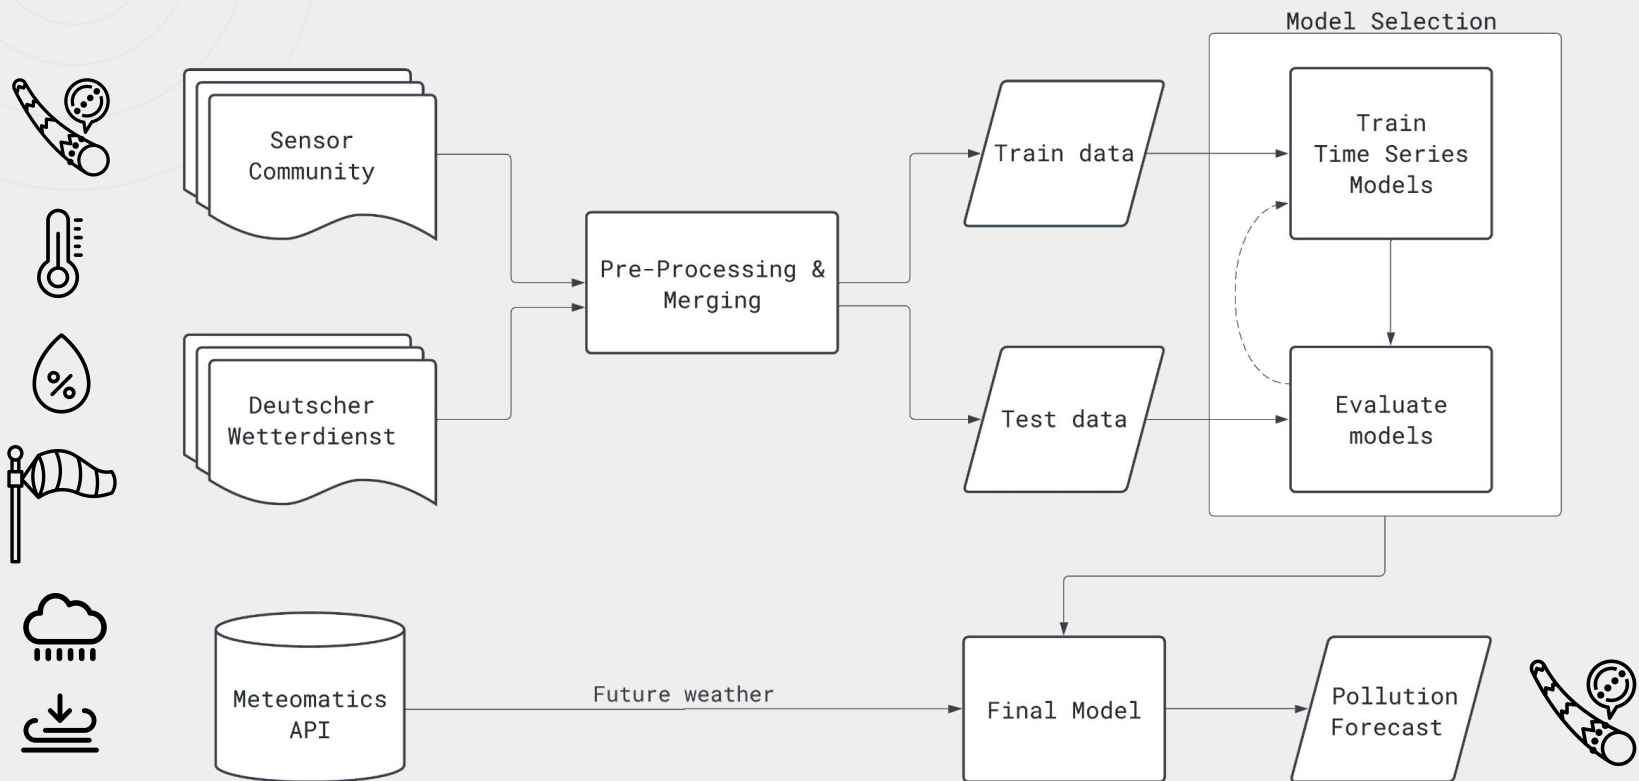 Model Selection
Sensor
Community
Train data
Train
Time Series
Models
Pre-Processing &
Merging
Deutscher
Wetterdienst
Test data
Evaluate
models
Meteomatics
API
Future weather
Final Model
Pollution
Forecast
%